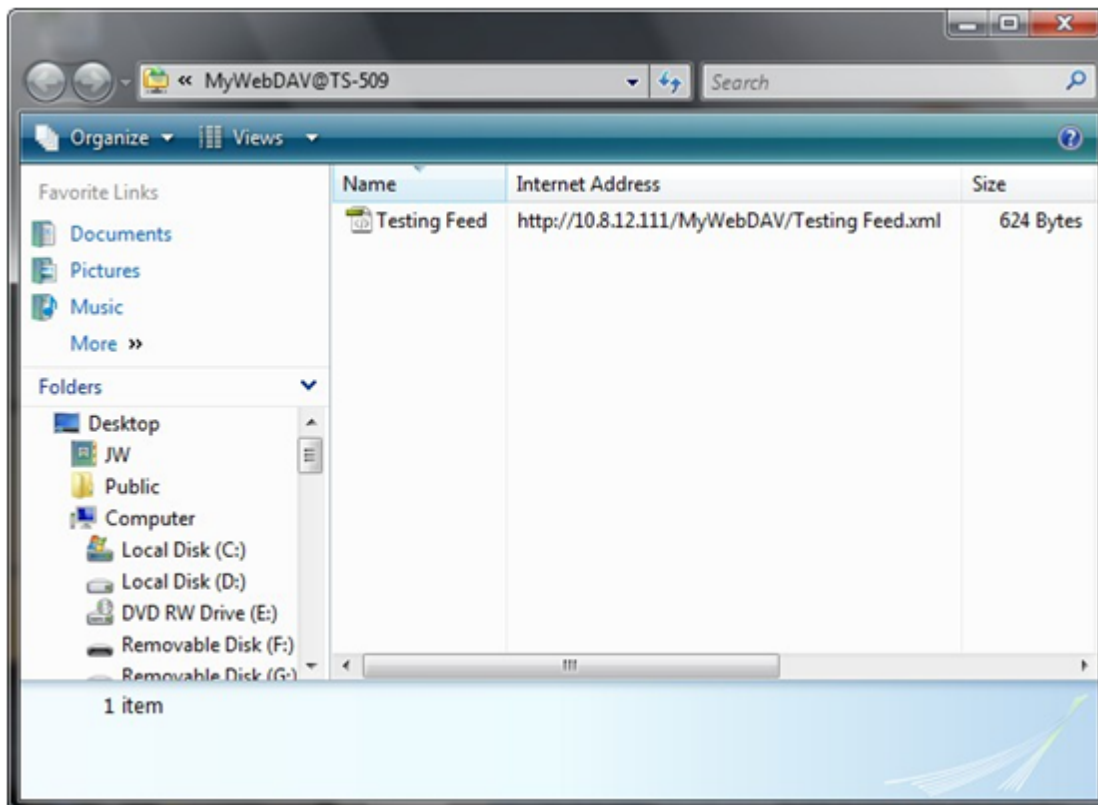 « MyWebDAV@TS-509
Search
Organize
Views
Favorite Links
Documents
Pictures
Music
More »
Folders
Desktop
JW
Public
Computer
Local Disk (C:)
Local Disk (D:)
DVD RW Drive (E:)
Removable Disk (F:)
Removable Disk (G:)
Name Internet Address Size
Testing Feed http://10.8.12.111/MyWebDAV/Testing Feed.xml 624 Bytes
1 item